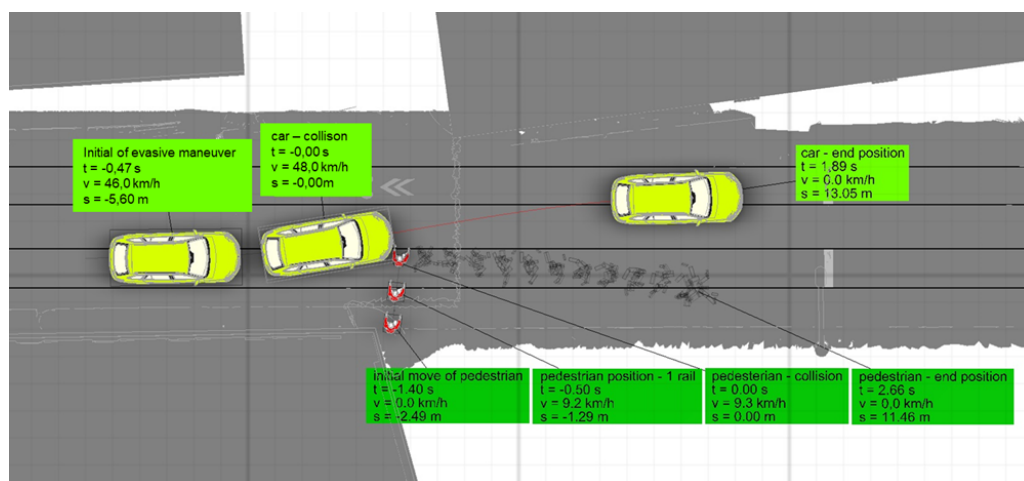 Initial of evasive maneuver
t = -0,47 s
v = 46,0 km/h
s = -5,60 m
car – collison
t = -0,00 s
v = 48,0 km/h
s = -0,00m
car - end position
t = 1,89 s
v = 0.0 km/h
s = 13.05 m
initial move of pedestrian
t = -1.40 s
v = 0.0 km/h
s = -2.49 m
pedestrian position - 1 rail
t = -0.50 s
v = 9.2 km/h
s = -1.29 m
pedesterian - collision
t = 0.00 s
v = 9.3 km/h
s = 0.00 m
pedestrian - end position
t = 2.66 s
v = 0,0 km/h
s = 11.46 m